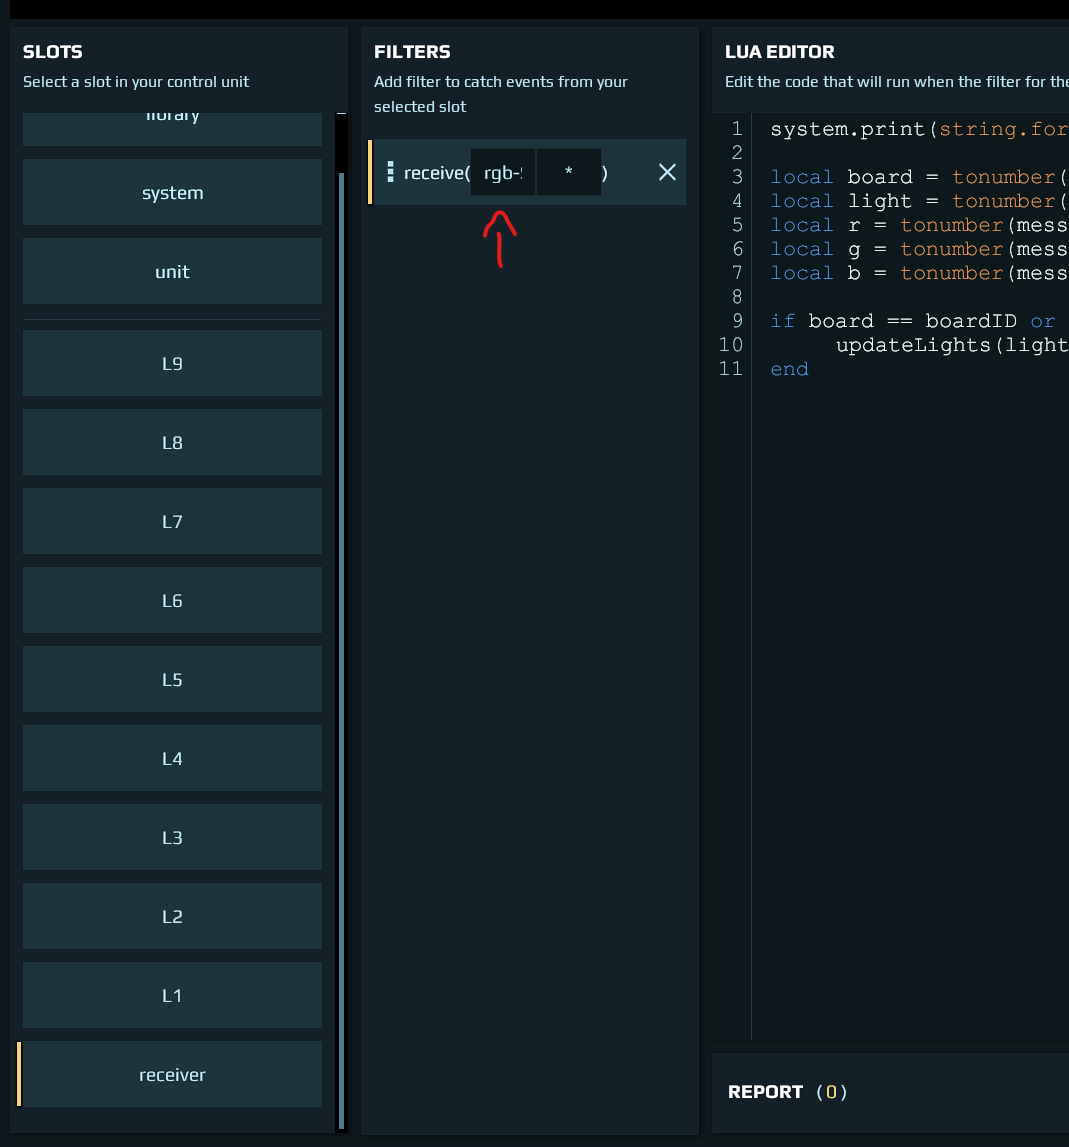 SLOTS
Select a slot in your control unit
library
system
unit
L9
L8
L7
L6
L5
L4
L3
L2
L1
receiver
FILTERS
Add filter to catch events from your
selected slot
receive( rgb- * )
LUA EDITOR
Edit the code that will run when the filter for the
1 system.print(string.for
2
3 local board = tonumber(
4 local light = tonumber(
5 local r = tonumber(mess
6 local g = tonumber(mess
7 local b = tonumber(mess
8
9 if board == boardID or
10 updateLights(light
11 end
REPORT (0)